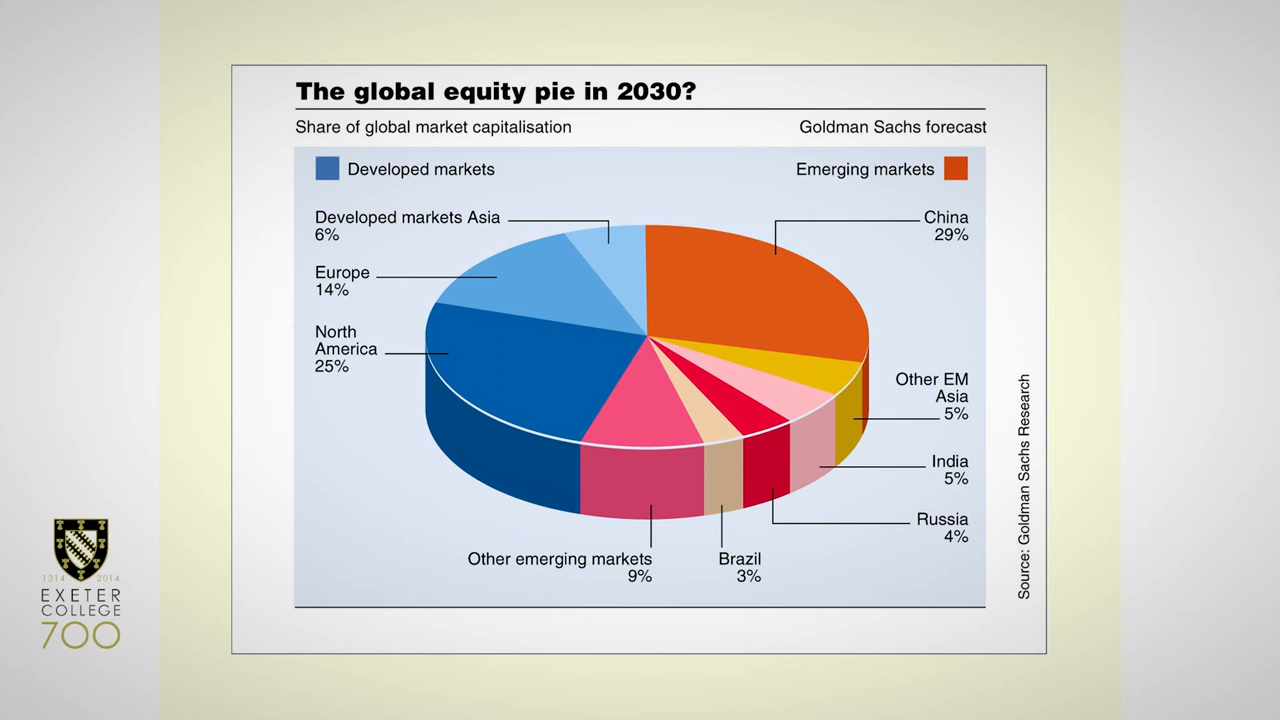 The global equity pie in 2030?
Share of global market capitalisation
Goldman Sachs forecast
Developed markets
Emerging markets
Developed markets Asia
6%
Europe
14%
North
America
25%
China
29%
Other EM
Asia
5%
India
5%
Russia
4%
Brazil
3%
Other emerging markets
9%
Source: Goldman Sachs Research
1314 2014
EXETER
COLLEGE
700